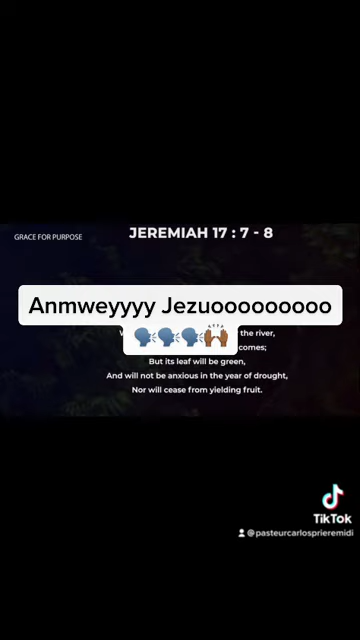 JEREMIAH 17 : 7 - 8
GRACE FOR PURPOSE
Anmweyyyy Jezuooooooooo
🗣️🗣️🗣️🙌🏾
the river,
comes;
But its leaf will be green,
And will not be anxious in the year of drought,
Nor will cease from yielding fruit.
TikTok
@pasteurcarlosprieremidi